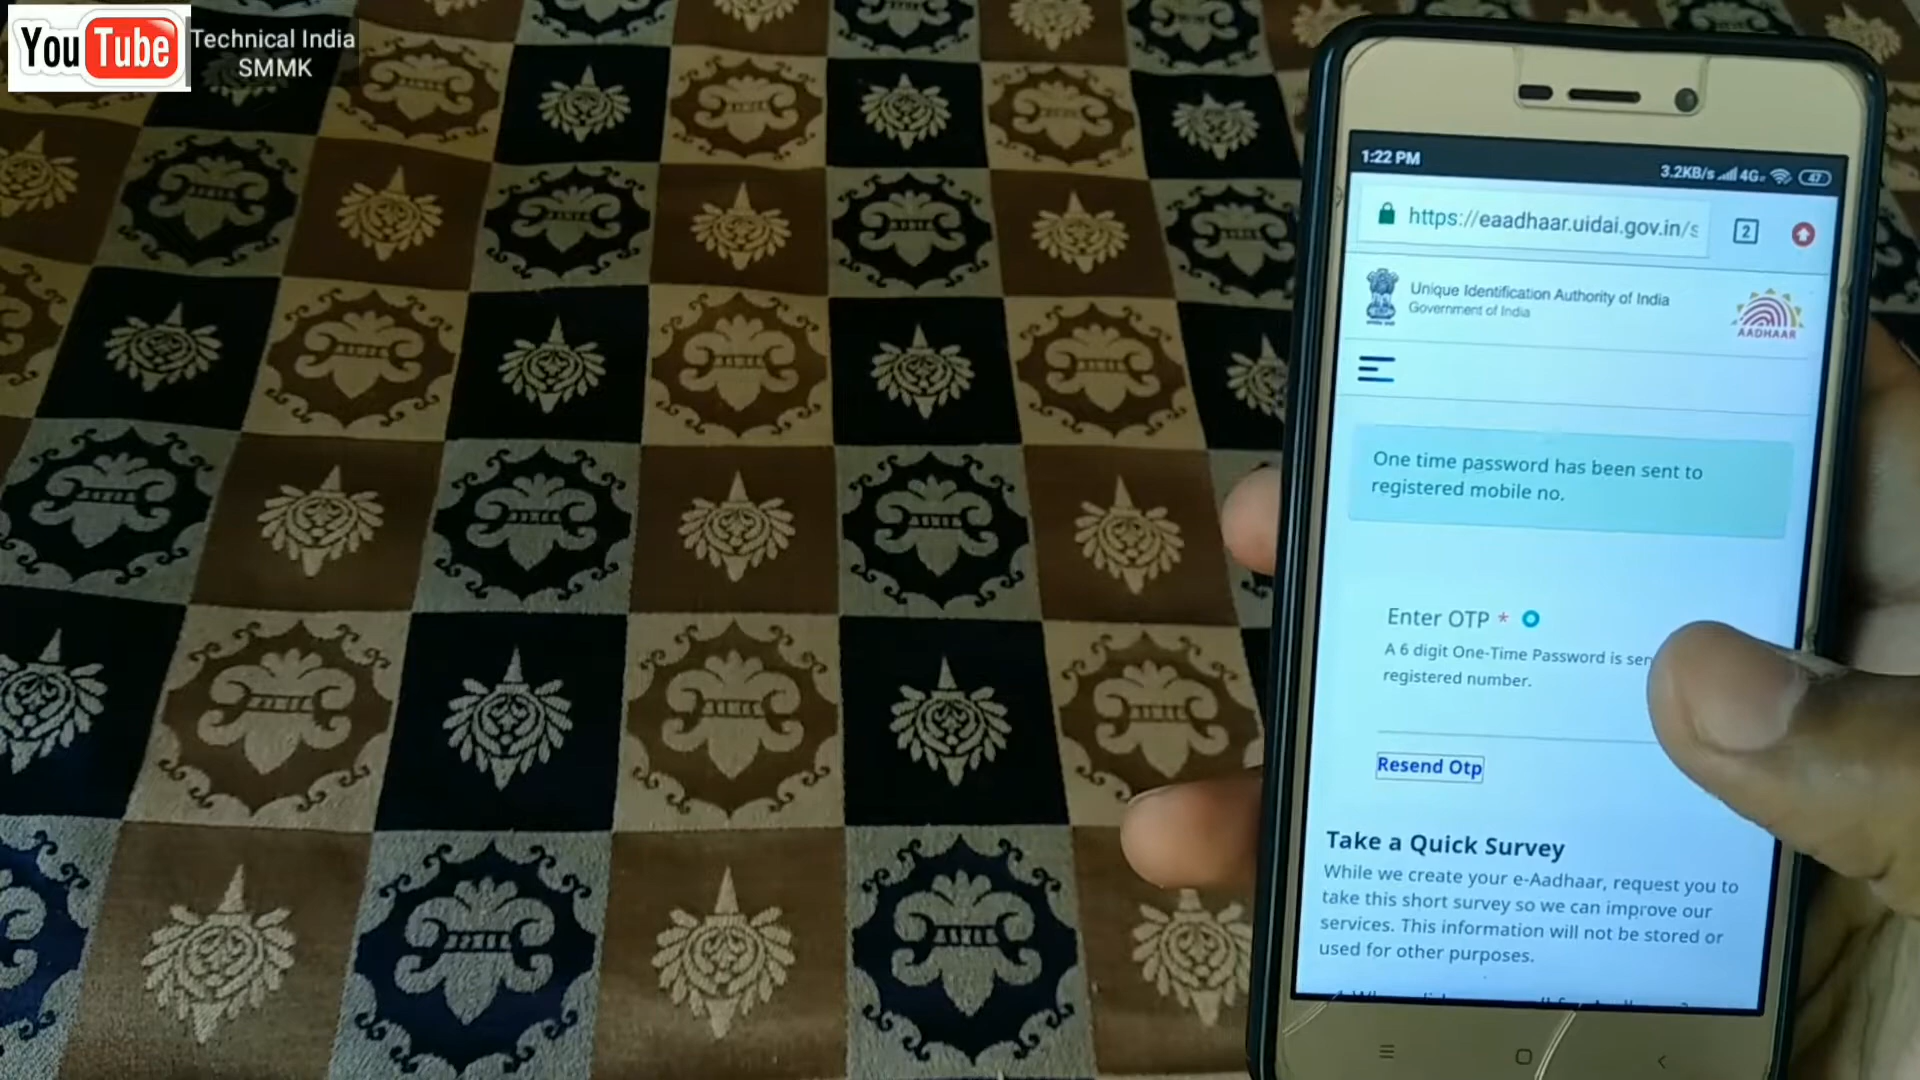 YouTube
Technical India
SMMK
1:22 PM
3.2KB/s 4G 47
https://eaadhaar.uidai.gov.in/s
2
Unique Identification Authority of India
Government of India
AADHAAR
One time password has been sent to
registered mobile no.
Enter OTP *
A 6 digit One-Time Password is
registered number.
Resend Otp
Take a Quick Survey
While we create your e-Aadhaar, request you to
take this short survey so we can improve our
services. This information will not be stored or
used for other purposes.